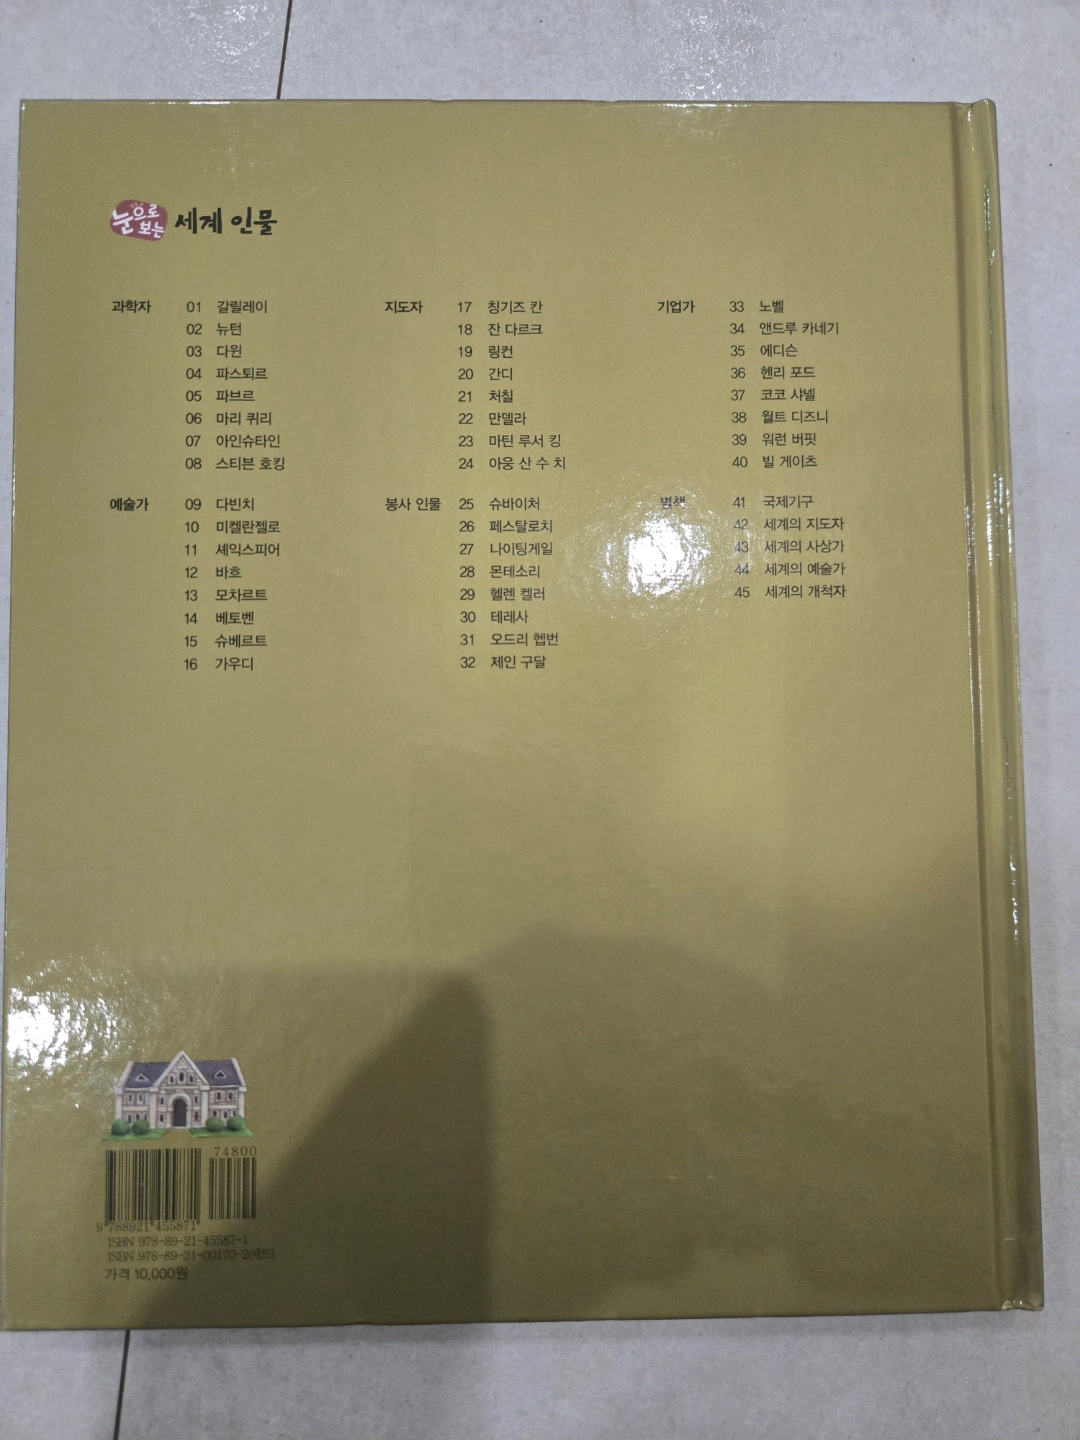 눈으로 보는 세계 인물
과학자 01 갈릴레이
02 뉴턴
03 다윈
04 파스퇴르
05 파브르
06 마리 퀴리
07 아인슈타인
08 스티븐 호킹
예술가 09 다빈치
10 미켈란젤로
11 셰익스피어
12 바흐
13 모차르트
14 베토벤
15 슈베르트
16 가우디
지도자 17 칭기즈 칸
18 잔 다르크
19 링컨
20 간디
21 처칠
22 만델라
23 마틴 루서 킹
24 아웅 산 수 치
봉사 인물 25 슈바이처
26 페스탈로치
27 나이팅게일
28 몬테소리
29 헬렌 켈러
30 테레사
31 오드리 헵번
32 제인 구달
기업가 33 노벨
34 앤드루 카네기
35 에디슨
36 헨리 포드
37 코코 샤넬
38 월트 디즈니
39 워런 버핏
40 빌 게이츠
별책 41 국제기구
42 세계의 지도자
43 세계의 사상가
44 세계의 예술가
45 세계의 개척자
74800
9 788921 455871
ISBN 978-89-21-45587-1
ISBN 978-89-21-00170-2(세트)
가격 10,000원